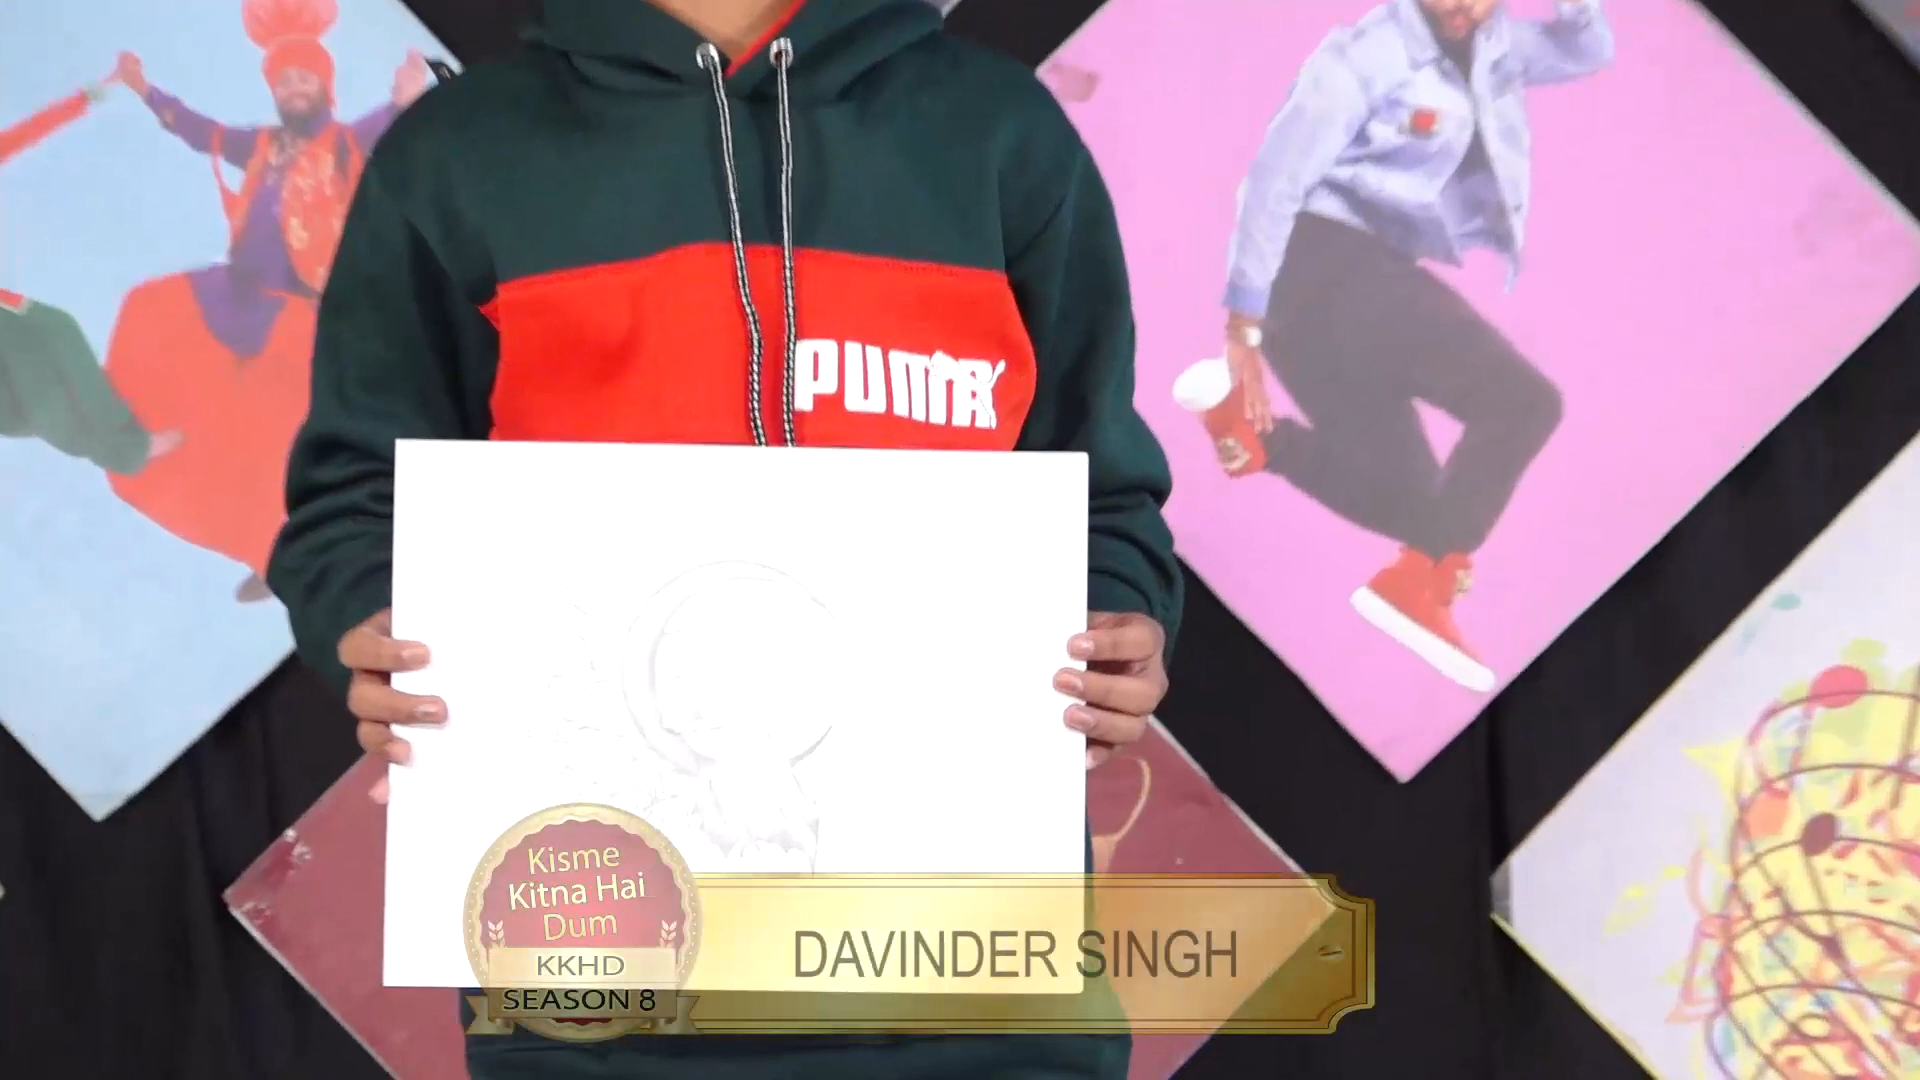 PUMA
Kisme
Kitna Hai
Dum
KKHD
SEASON 8
DAVINDER SINGH